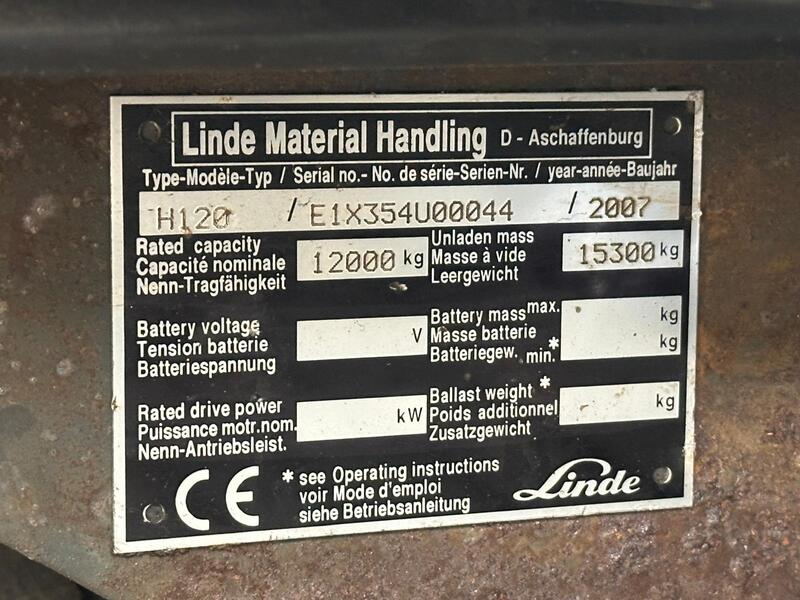 Linde Material Handling D - Aschaffenburg
Type-Modèle-Typ / Serial no.- No. de série-Serien-Nr. / year-année-Baujahr
H120 / E1X354U00044 / 2007
Rated capacity
Capacité nominale
Nenn-Tragfähigkeit
12000 kg
Unladen mass
Masse à vide
Leergewicht
15300 kg
Battery voltage
Tension batterie
Batteriespannung
V
Battery mass max. kg
Masse batterie
Batteriegew. min.* kg
Rated drive power
Puissance motr.nom.
Nenn-Antriebsleist.
kW
Ballast weight *
Poids additionnel
Zusatzgewicht
kg
CE
* see Operating instructions
voir Mode d'emploi
siehe Betriebsanleitung
Linde